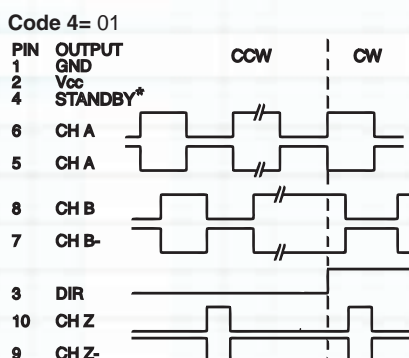 Code 4= 01
PIN OUTPUT
CCW CW
1 GND
2 Vcc
4 STANDBY*
6 CH A
5 CH A
8 CH B
7 CH B-
3 DIR
10 CH Z
9 CH Z-